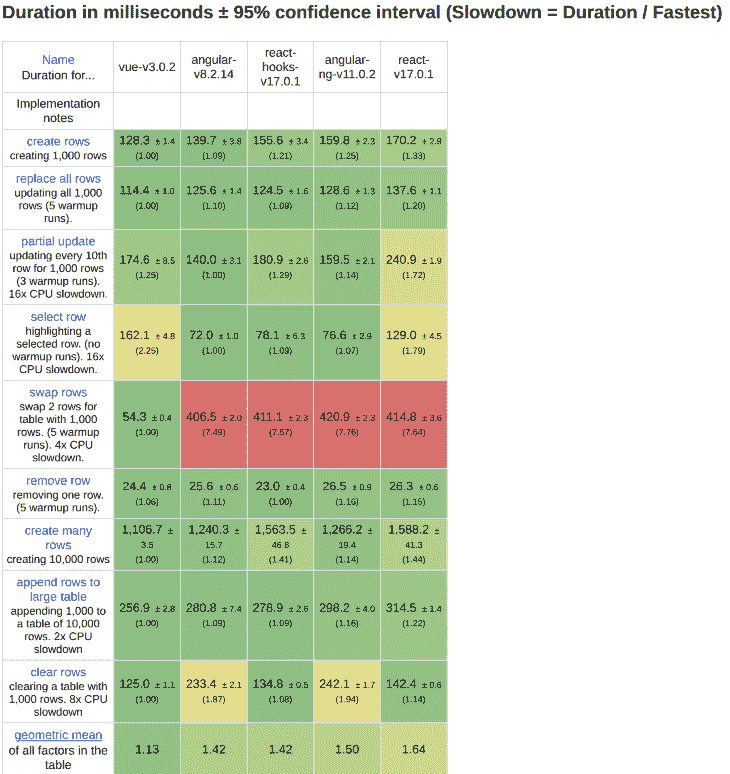 Duration in milliseconds ± 95% confidence interval (Slowdown = Duration / Fastest)
Name
Duration for...
vue-v3.0.2
angular-
v8.2.14
react-
hooks-
v17.0.1
angular-
ng-v11.0.2
react-
v17.0.1
Implementation
notes
create rows
creating 1,000 rows
128.3 ± 1.4
(1.00)
139.7 ± 3.8
(1.09)
155.6 ± 3.4
(1.21)
159.8 ± 2.3
(1.25)
170.2 ± 2.9
(1.33)
replace all rows
updating all 1,000
rows (5 warmup
runs).
114.4 ± 1.0
(1.00)
125.6 ± 1.4
(1.10)
124.5 ± 1.6
(1.09)
128.6 ± 1.3
(1.12)
137.6 ± 1.1
(1.20)
partial update
updating every 10th
row for 1,000 rows
(3 warmup runs).
16x CPU slowdown.
174.6 ± 8.5
(1.25)
140.0 ± 3.1
(1.00)
180.9 ± 2.6
(1.29)
159.5 ± 2.1
(1.14)
240.9 ± 1.9
(1.72)
select row
highlighting a
selected row. (no
warmup runs). 16x
CPU slowdown.
162.1 ± 4.8
(2.25)
72.0 ± 1.0
(1.00)
78.1 ± 6.3
(1.09)
76.6 ± 2.9
(1.07)
129.0 ± 4.5
(1.79)
swap rows
swap 2 rows for
table with 1,000
rows. (5 warmup
runs). 4x CPU
slowdown.
54.3 ± 0.4
(1.00)
406.5 ± 2.0
(7.49)
411.1 ± 2.3
(7.57)
420.9 ± 2.3
(7.76)
414.8 ± 3.6
(7.64)
remove row
removing one row.
(5 warmup runs).
24.4 ± 0.8
(1.06)
25.6 ± 0.6
(1.11)
23.0 ± 0.4
(1.00)
26.5 ± 0.9
(1.16)
26.3 ± 0.6
(1.15)
create many
rows
creating 10,000 rows
1,106.7 ±
3.5
(1.00)
1,240.3 ±
15.7
(1.12)
1,563.5 ±
46.8
(1.41)
1,266.2 ±
19.4
(1.14)
1,588.2 ±
41.3
(1.44)
append rows to
large table
appending 1,000 to
a table of 10,000
rows. 2x CPU
slowdown
256.9 ± 2.8
(1.00)
280.8 ± 7.4
(1.09)
278.9 ± 2.6
(1.09)
298.2 ± 4.0
(1.16)
314.5 ± 1.4
(1.22)
clear rows
clearing a table with
1,000 rows. 8x CPU
slowdown
125.0 ± 1.1
(1.00)
233.4 ± 2.1
(1.87)
134.8 ± 0.5
(1.08)
242.1 ± 1.7
(1.94)
142.4 ± 0.6
(1.14)
geometric mean
of all factors in the
table
1.13
1.42
1.42
1.50
1.64